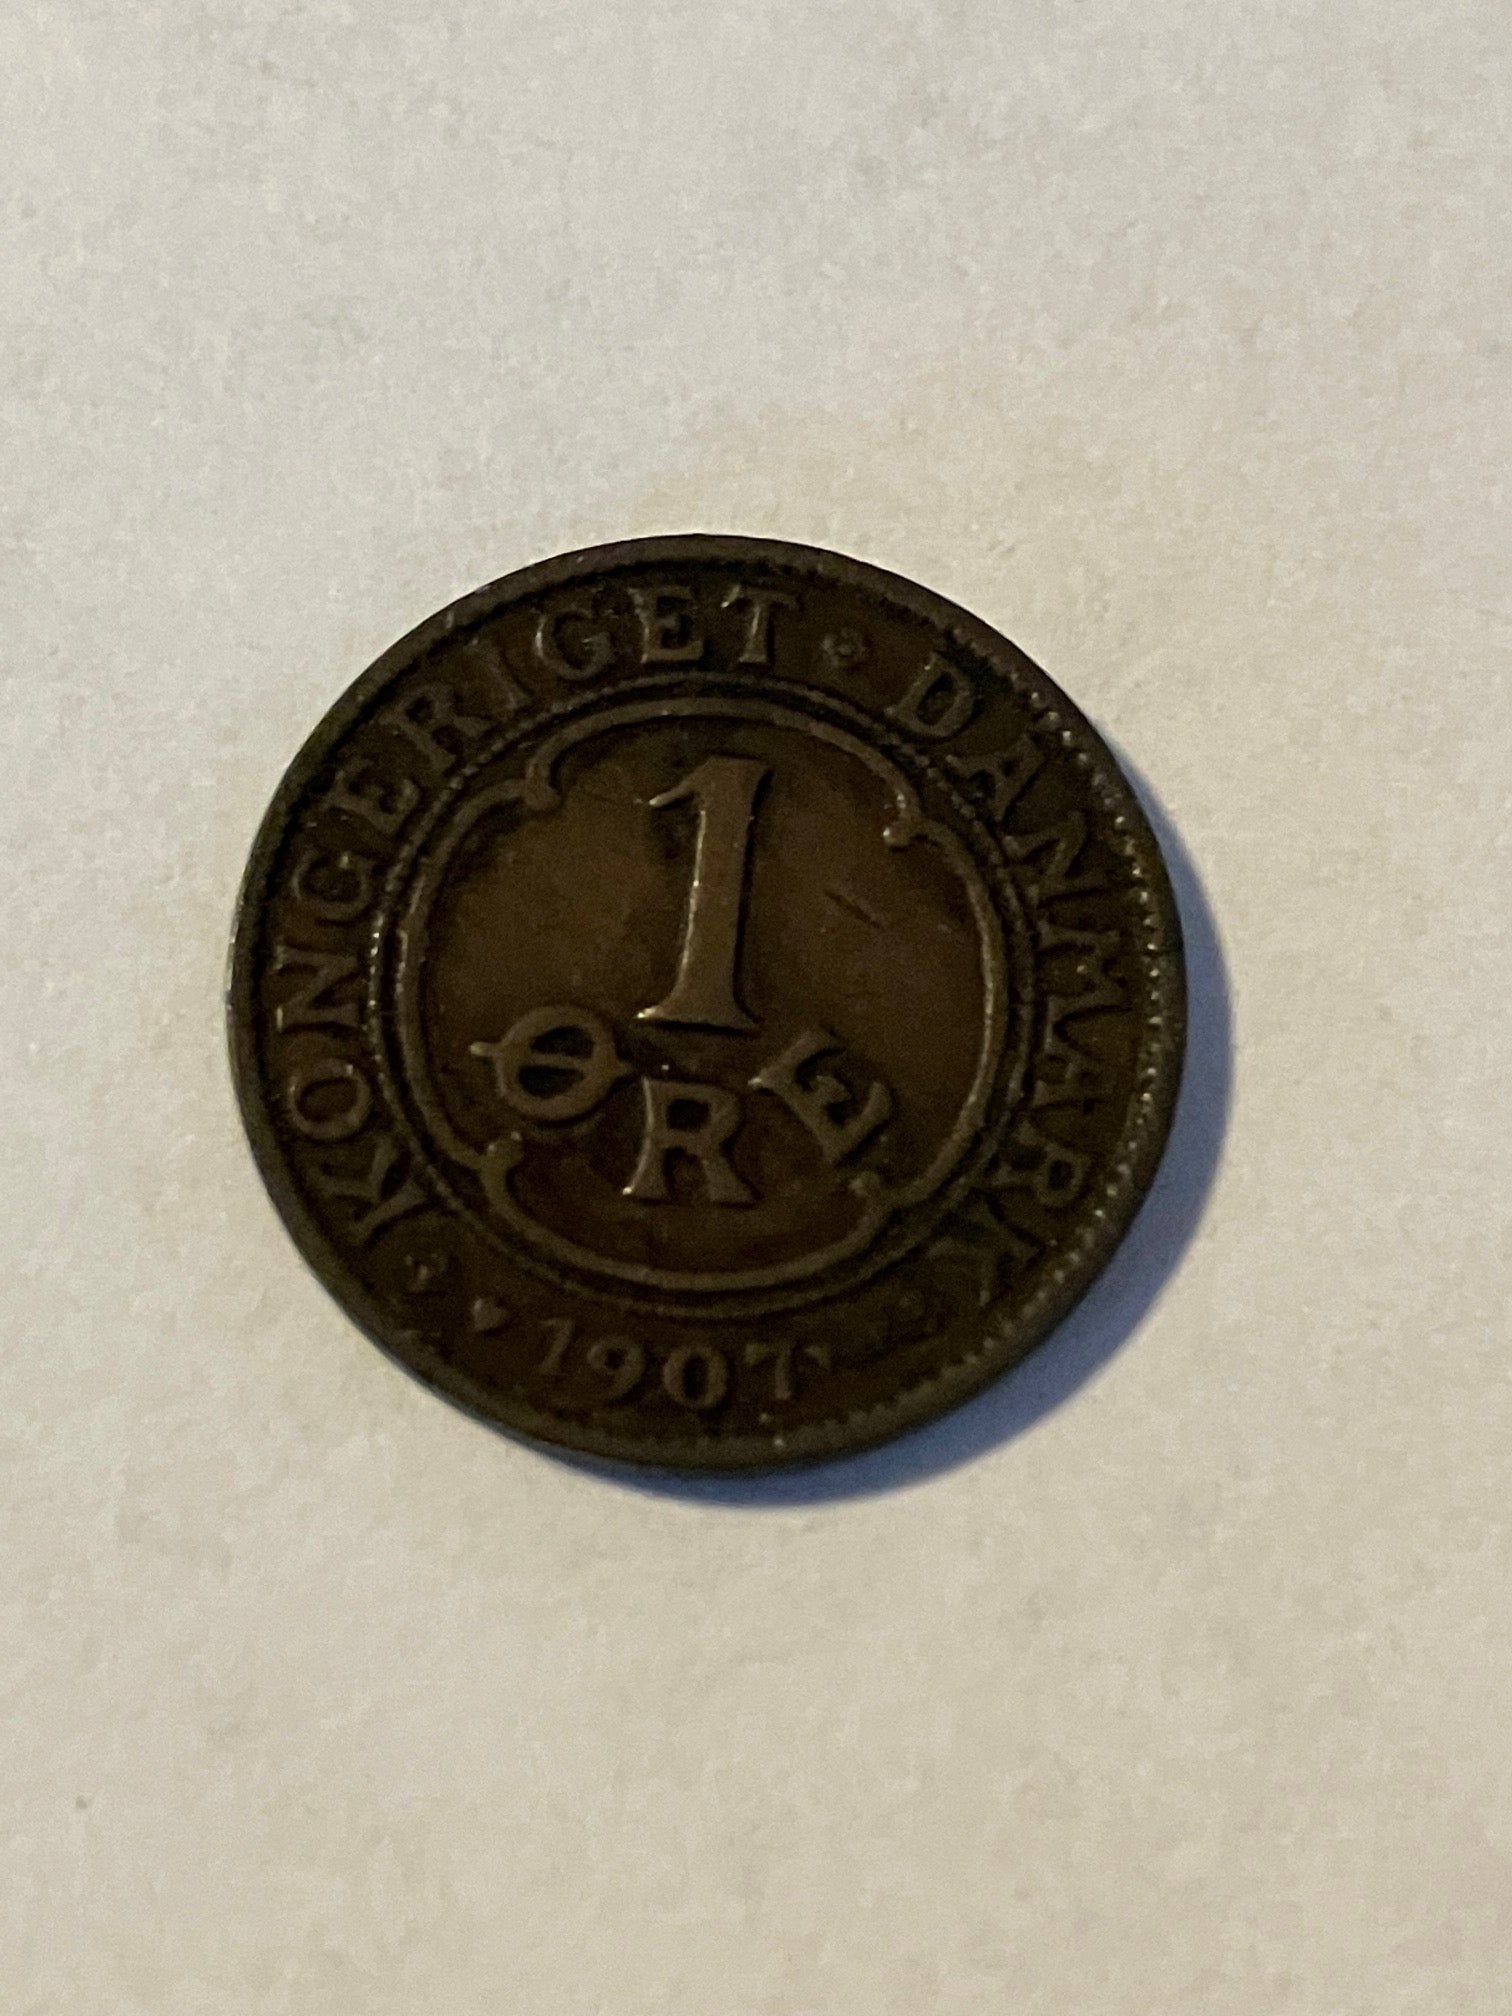 KONGERIGET · DANMARK
1
ØRE
♥ 1907